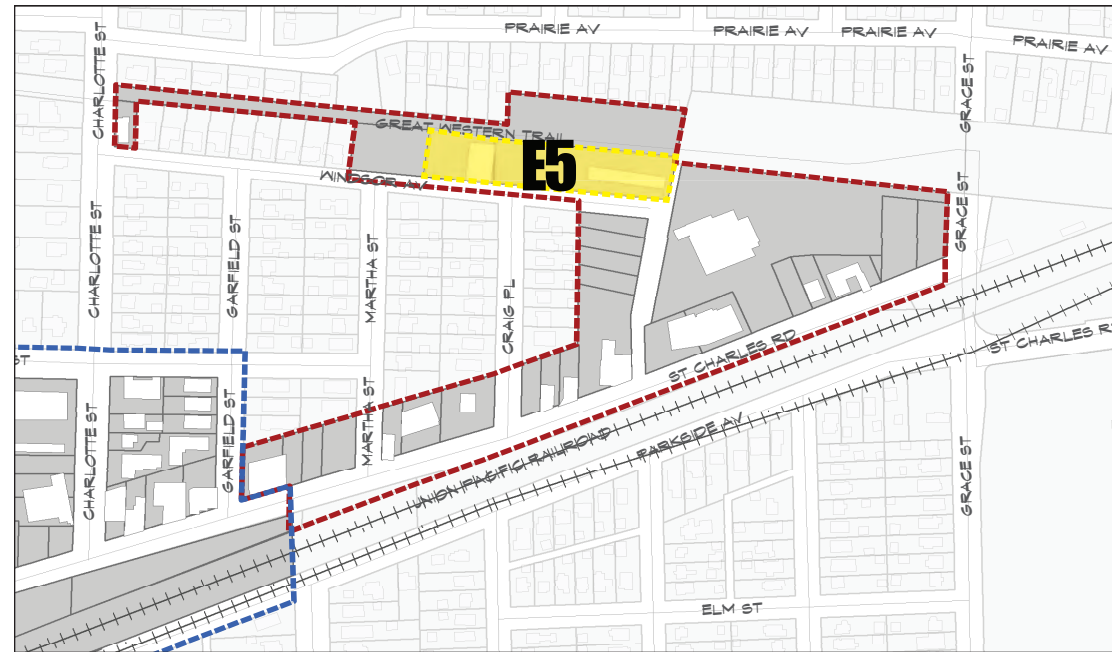 PRAIRIE AV
PRAIRIE AV
PRAIRIE AV
PRAIRIE AV
CHARLOTTE ST
GRACE ST
GREAT WESTERN TRAIL
E5
WINDSOR AV
GRACE ST
CHARLOTTE ST
GARFIELD ST
MARTHA ST
CRAIG PL
ST CHARLES RD
ST CHARLES RD
ST
CHARLOTTE ST
GARFIELD ST
MARTHA ST
UNION PACIFIC RAILROAD
PARKSIDE AV
GRACE ST
ELM ST